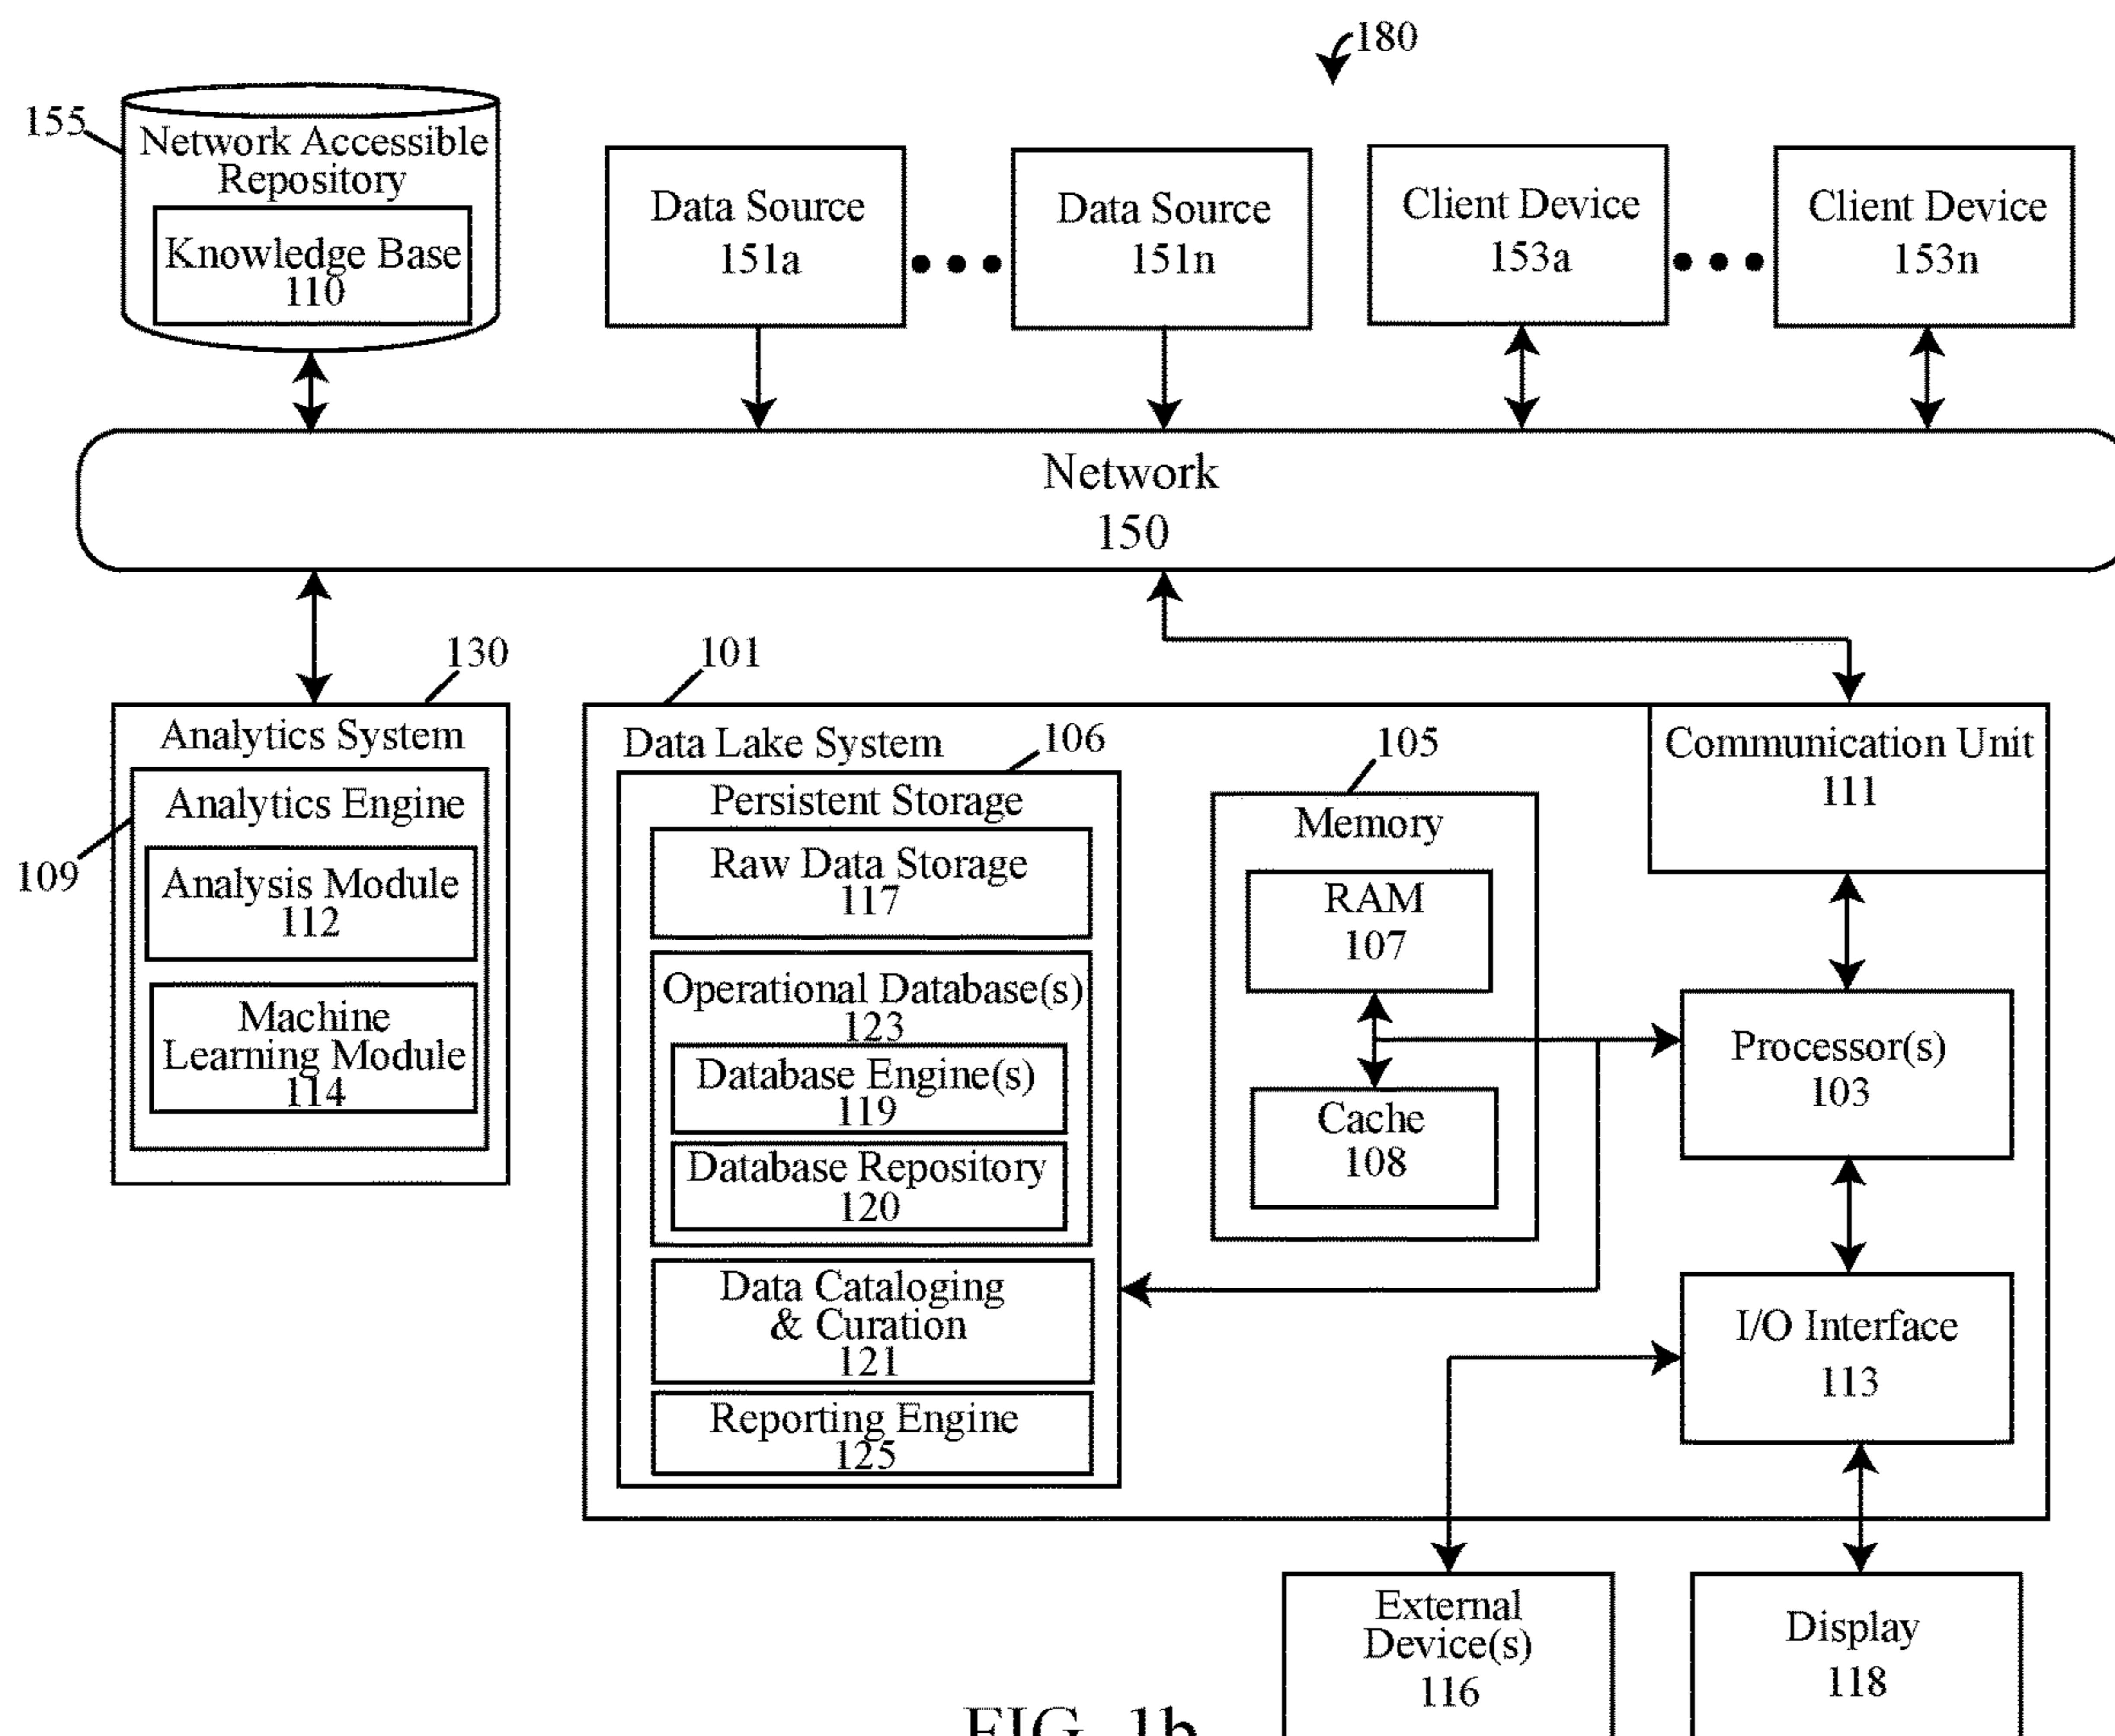 180
155
Network Accessible
Repository
Knowledge Base
110
Data Source
151a
Data Source
151n
Client Device
153a
Client Device
153n
Network
150
130
Analytics System
Analytics Engine
109
Analysis Module
112
Machine
Learning Module
114
101
Data Lake System
106
Persistent Storage
Raw Data Storage
117
Operational Database(s)
123
Database Engine(s)
119
Database Repository
120
Data Cataloging
& Curation
121
Reporting Engine
125
105
Memory
RAM
107
Cache
108
Communication Unit
111
Processor(s)
103
I/O Interface
113
External
Device(s)
116
Display
118
FIG. 1b